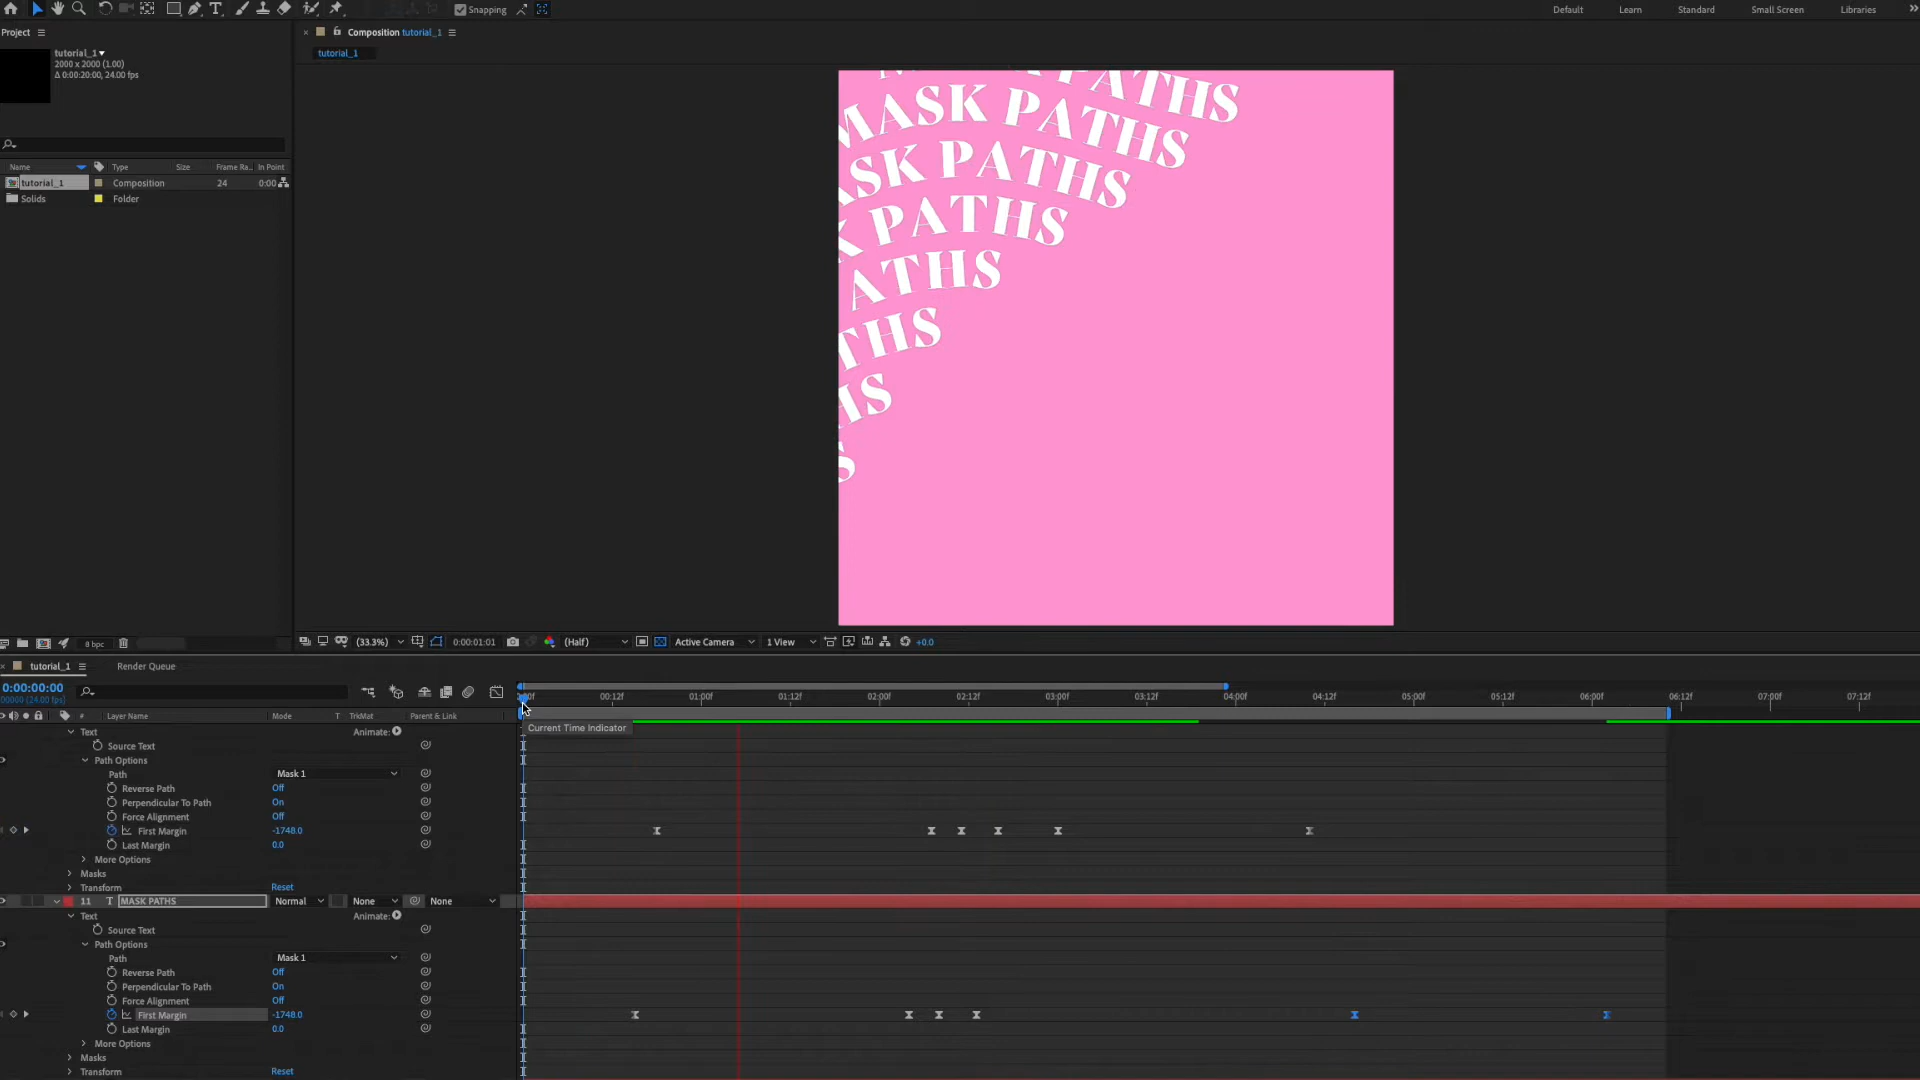 Snapping
Default Learn Standard Small Screen Libraries
Project
Composition tutorial_1
tutorial_1
tutorial_1
2000 x 2000 (1.00)
Δ 0:00:20:00, 24.00 fps
PATHS
MASK PATHS
ASK PATHS
K PATHS
ATHS
THS
HS
S
Name Type Size Frame Ra.. In Point
tutorial_1 Composition 24 0:00
Solids Folder
8 bpc
(33.3%) 0:00:01:01 (Half) Active Camera 1 View +0.0
tutorial_1 Render Queue
0:00:00:00
00000 (24.00 fps)
00:12f 01:00f 01:12f 02:00f 02:12f 03:00f 03:12f 04:00f 04:12f 05:00f 05:12f 06:00f 06:12f 07:00f 07:12f
# Layer Name Mode T TrkMat Parent & Link
Current Time Indicator
Text Animate:
Source Text
Path Options
Path Mask 1
Reverse Path Off
Perpendicular To Path On
Force Alignment Off
First Margin -1748.0
Last Margin 0.0
More Options
Masks
Transform Reset
11 T MASK PATHS Normal None None
Text Animate:
Source Text
Path Options
Path Mask 1
Reverse Path Off
Perpendicular To Path On
Force Alignment Off
First Margin -1748.0
Last Margin 0.0
More Options
Masks
Transform Reset